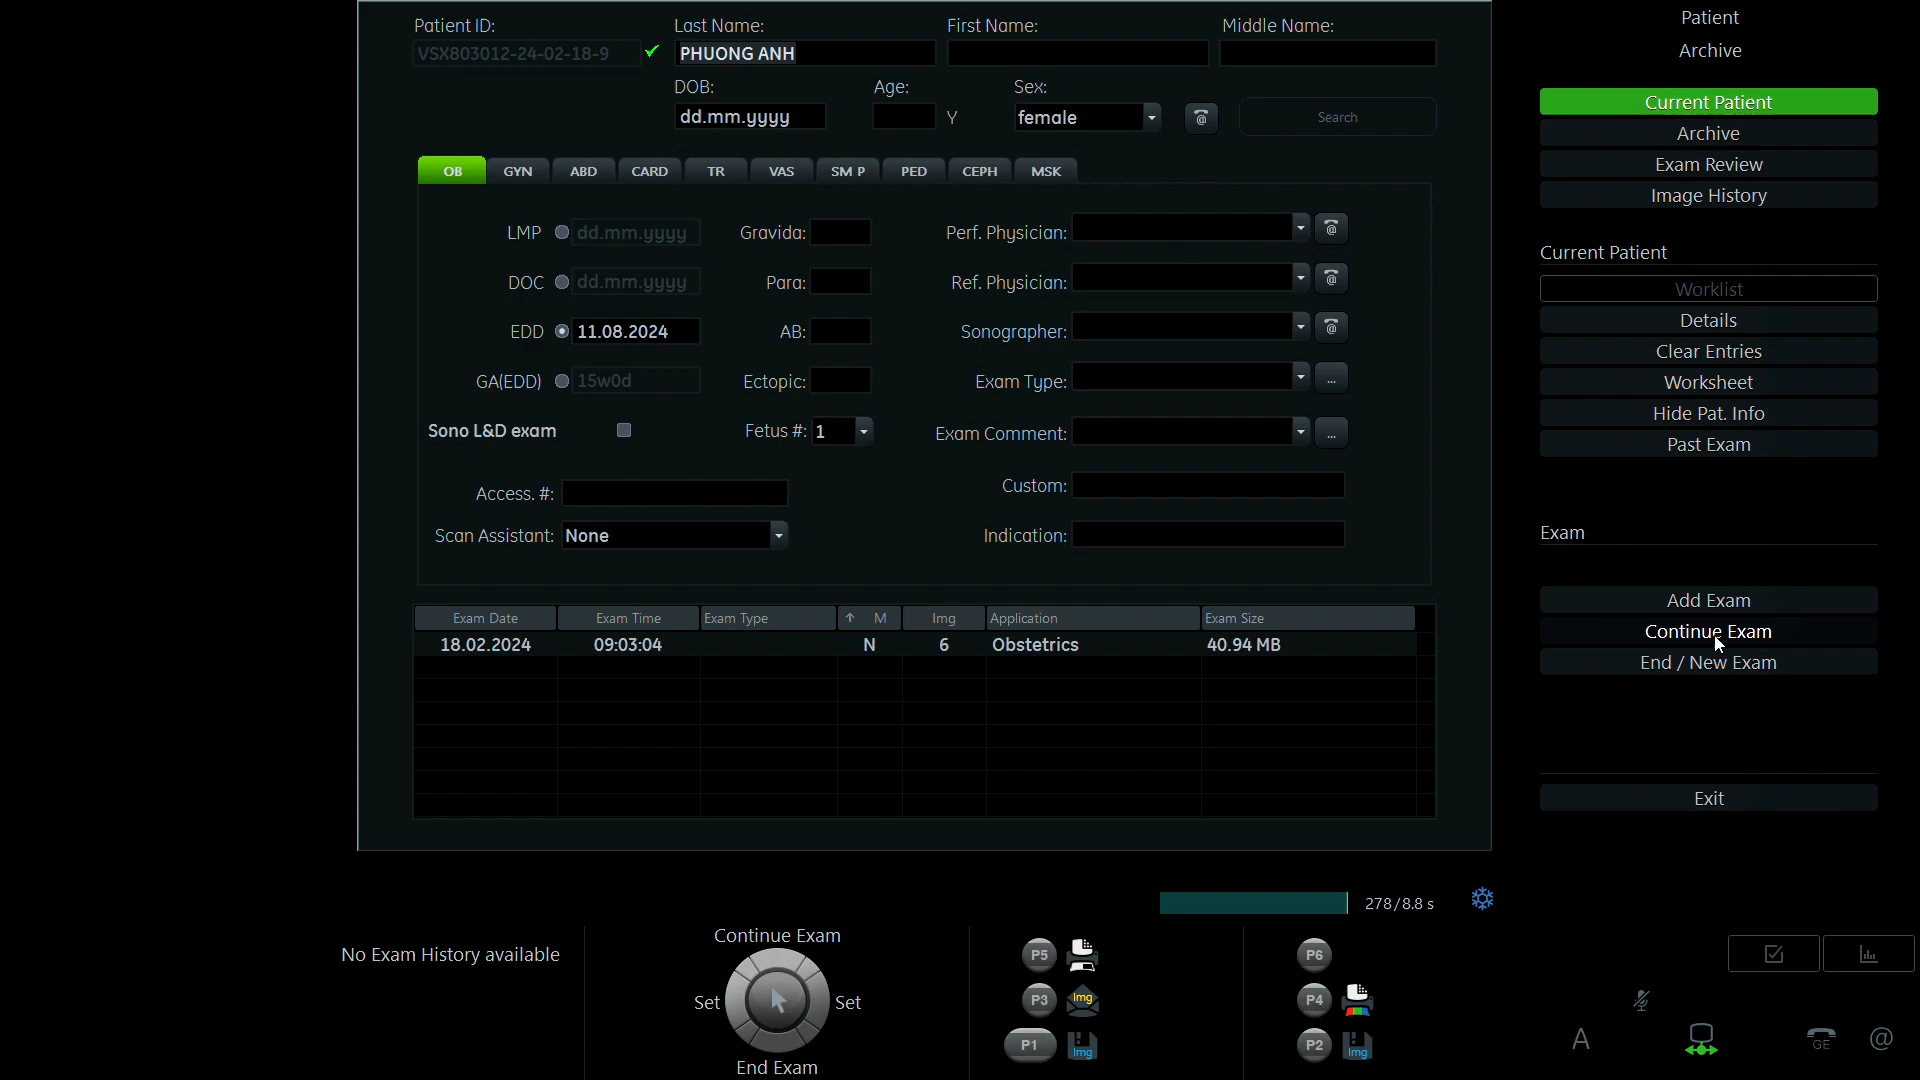 Patient ID:
Last Name:
First Name:
Middle Name:
VSX803012-24-02-18-9
PHUONG ANH
DOB:
Age:
Sex:
dd.mm.yyyy
Y
female
@
Search
OB GYN ABD CARD TR VAS SM P PED CEPH MSK
LMP dd.mm.yyyy
Gravida:
Perf. Physician:
@
DOC dd.mm.yyyy
Para:
Ref. Physician:
@
EDD 11.08.2024
AB:
Sonographer:
@
GA(EDD) 15w0d
Ectopic:
Exam Type:
...
Sono L&D exam
Fetus #: 1
Exam Comment:
...
Access. #:
Custom:
Scan Assistant: None
Indication:
Exam Date Exam Time Exam Type M Img Application Exam Size
18.02.2024 09:03:04 N 6 Obstetrics 40.94 MB
278/8.8 s
Patient
Archive
Current Patient
Archive
Exam Review
Image History
Current Patient
Worklist
Details
Clear Entries
Worksheet
Hide Pat. Info
Past Exam
Exam
Add Exam
Continue Exam
End / New Exam
Exit
No Exam History available
Continue Exam
Set Set
End Exam
P5
P3 Img
P1 Img
P6
P4
P2 Img
A
GE
@